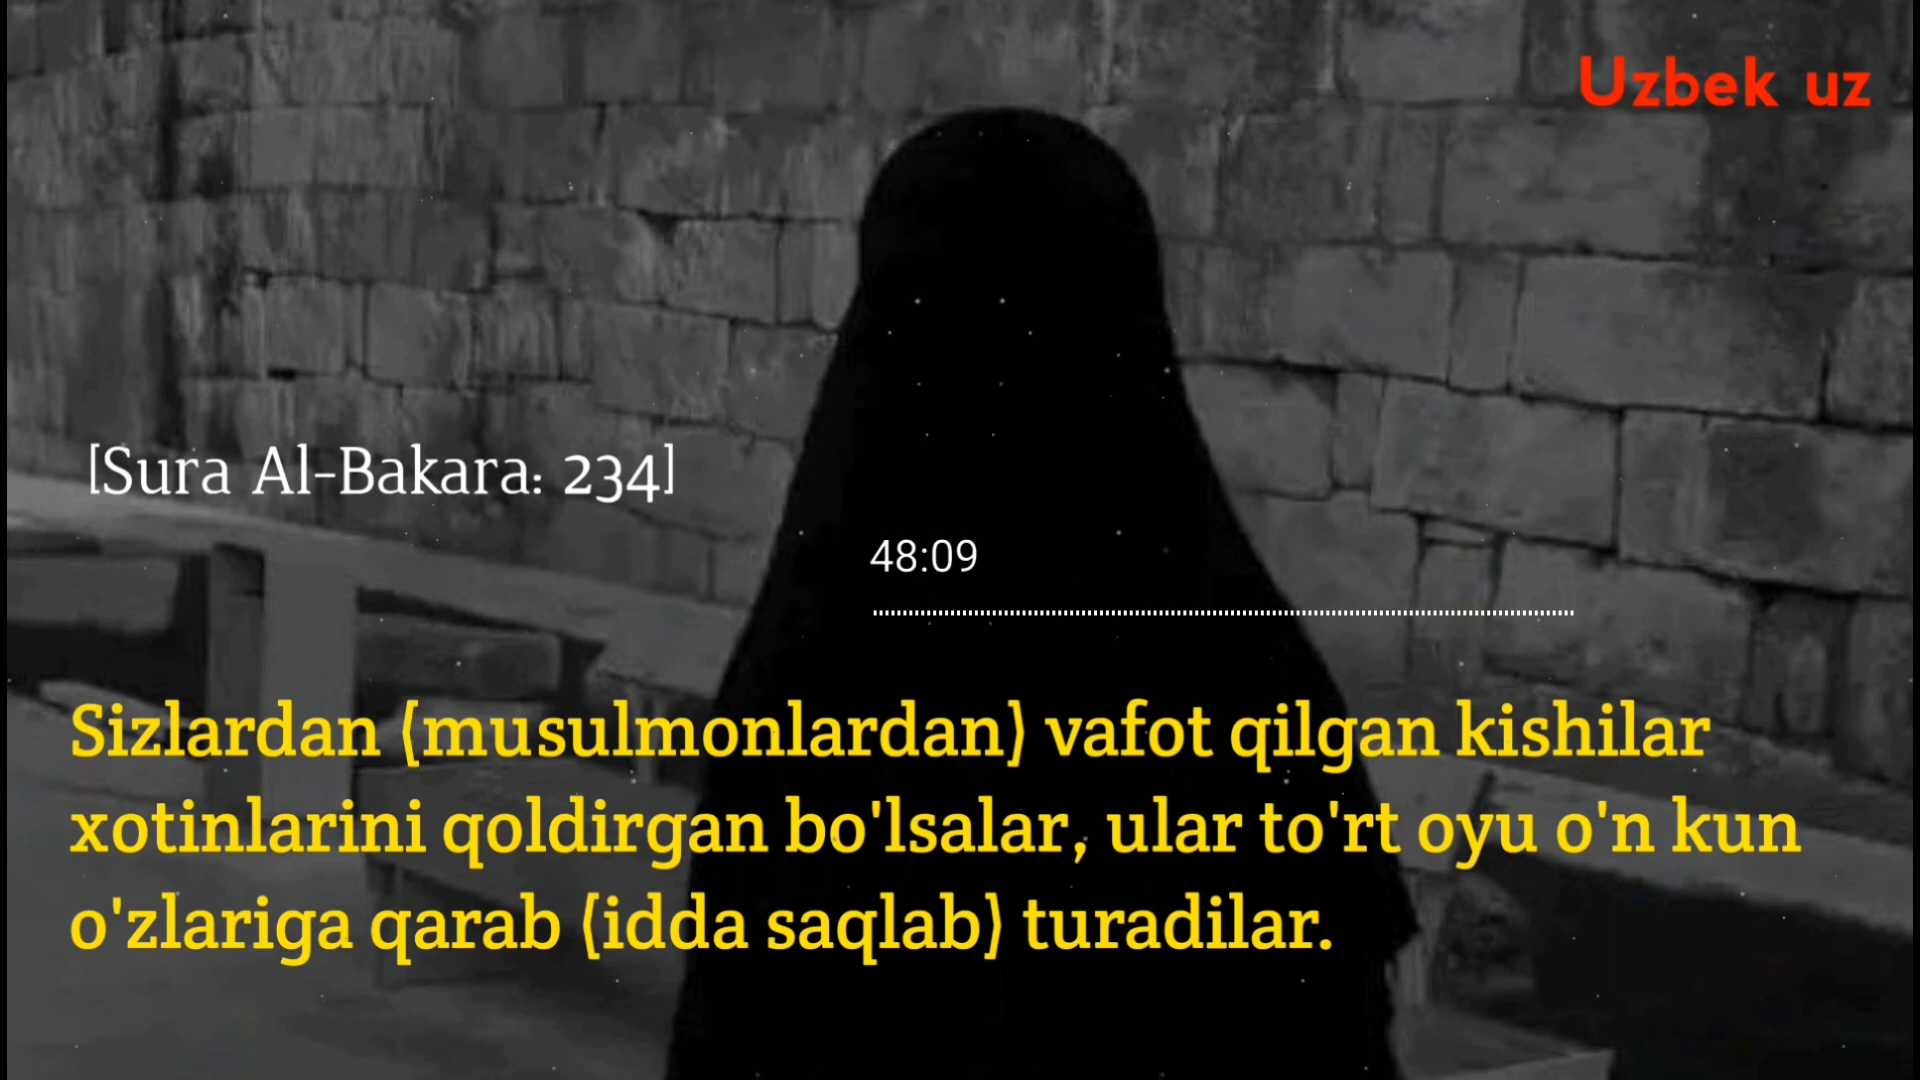 Uzbek uz
[Sura Al-Bakara: 234]
48:09
Sizlardan (musulmonlardan) vafot qilgan kishilar
xotinlarini qoldirgan bo'lsalar, ular to'rt oyu o'n kun
o'zlariga qarab (idda saqlab) turadilar.